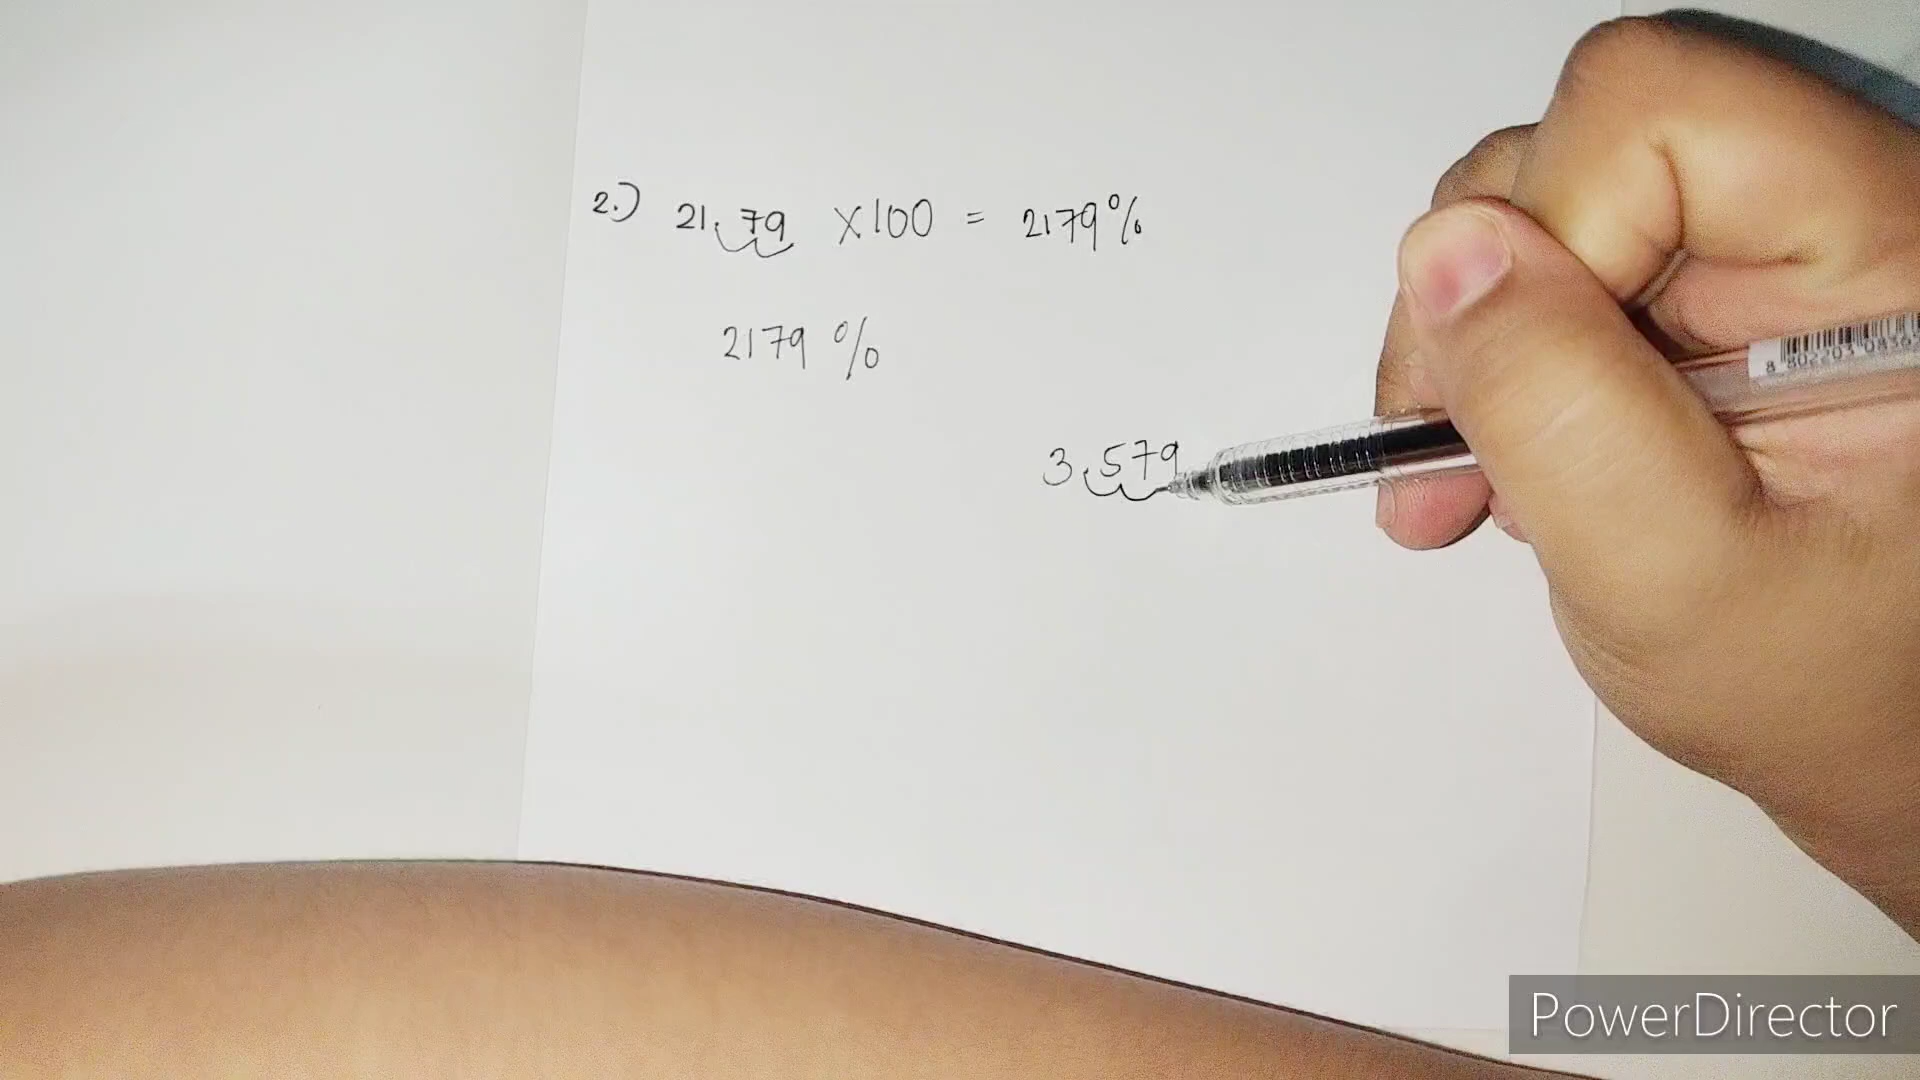 2.) 21.79 X100 = 2179%
2179 %
3.579
PowerDirector